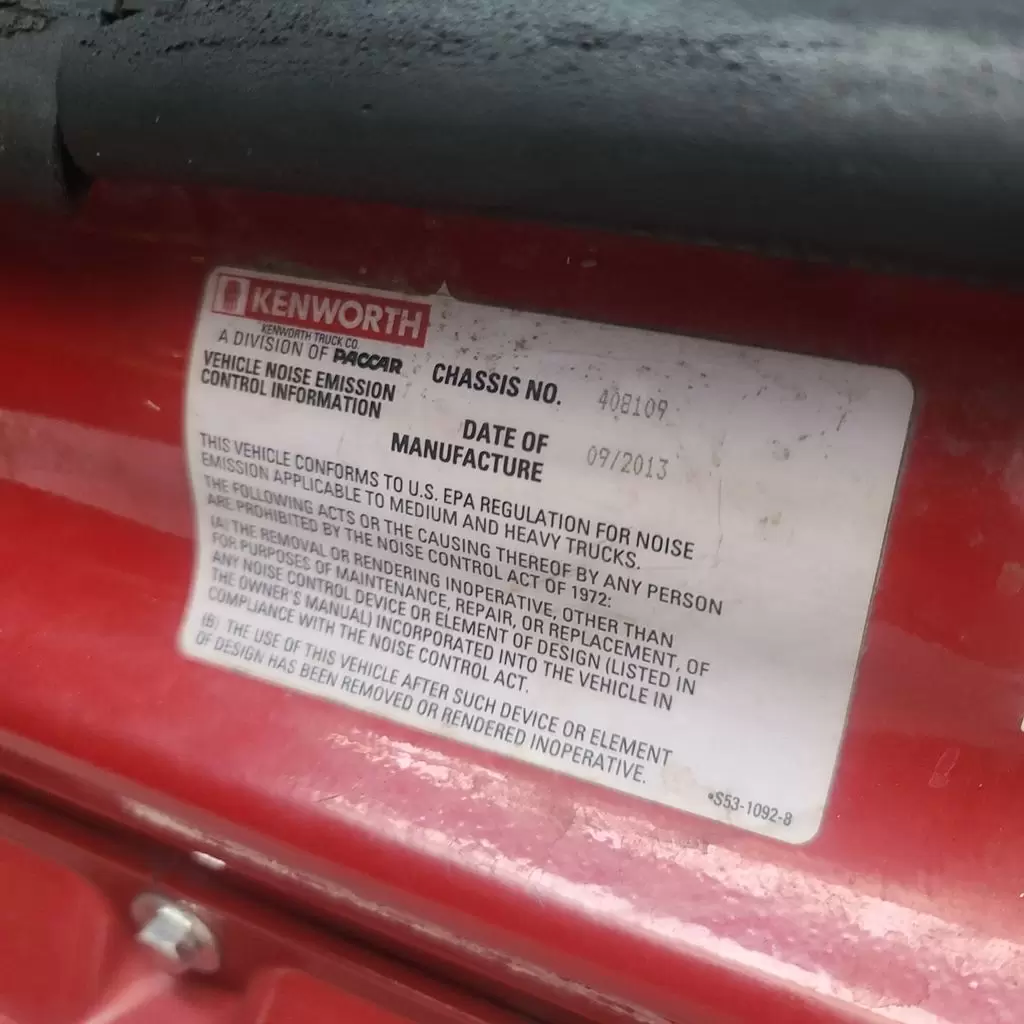 KENWORTH
KENWORTH TRUCK CO.
A DIVISION OF PACCAR
VEHICLE NOISE EMISSION
CONTROL INFORMATION
CHASSIS NO. 408109
DATE OF
MANUFACTURE 09/2013
THIS VEHICLE CONFORMS TO U.S. EPA REGULATION FOR NOISE
EMISSION APPLICABLE TO MEDIUM AND HEAVY TRUCKS.
THE FOLLOWING ACTS OR THE CAUSING THEREOF BY ANY PERSON
ARE PROHIBITED BY THE NOISE CONTROL ACT OF 1972:
(A) THE REMOVAL OR RENDERING INOPERATIVE, OTHER THAN
FOR PURPOSES OF MAINTENANCE, REPAIR, OR REPLACEMENT, OF
ANY NOISE CONTROL DEVICE OR ELEMENT OF DESIGN (LISTED IN
THE OWNER'S MANUAL) INCORPORATED INTO THE VEHICLE IN
COMPLIANCE WITH THE NOISE CONTROL ACT.
(B) THE USE OF THIS VEHICLE AFTER SUCH DEVICE OR ELEMENT
OF DESIGN HAS BEEN REMOVED OR RENDERED INOPERATIVE.
•S53-1092-8